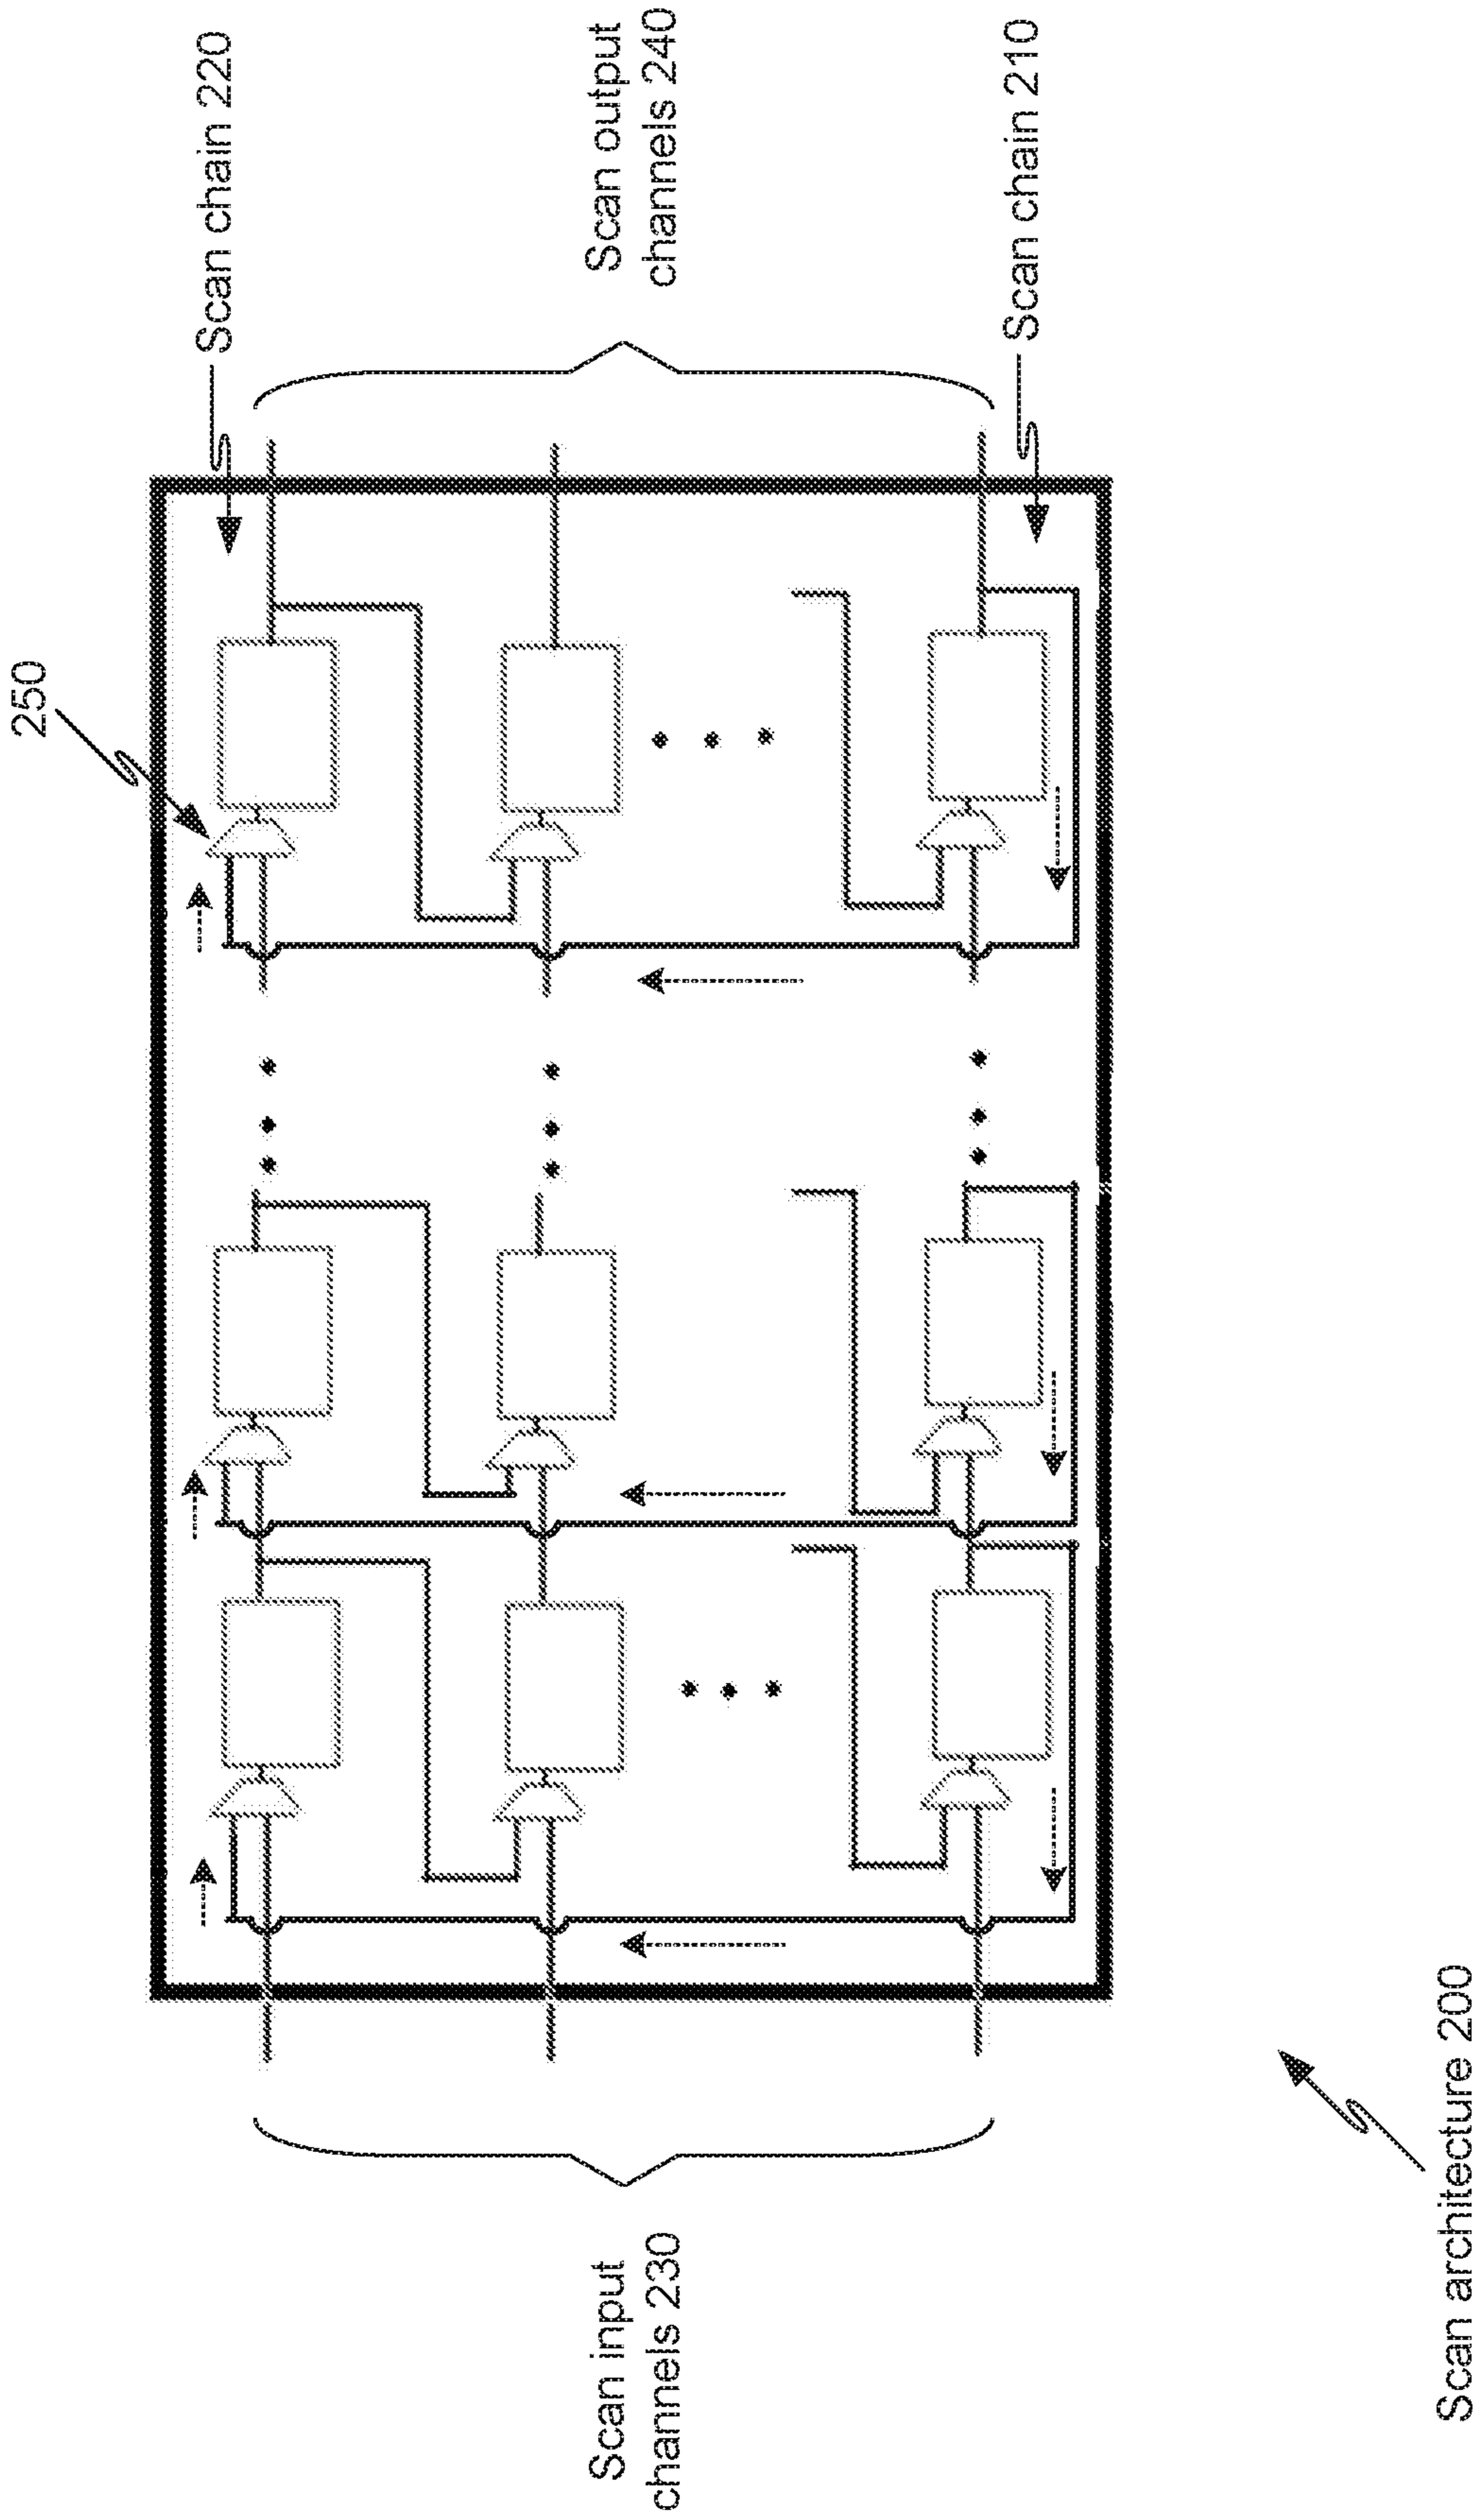 250
Scan chain 220
Scan output
channels 240
Scan chain 210
Scan input
channels 230
Scan architecture 200